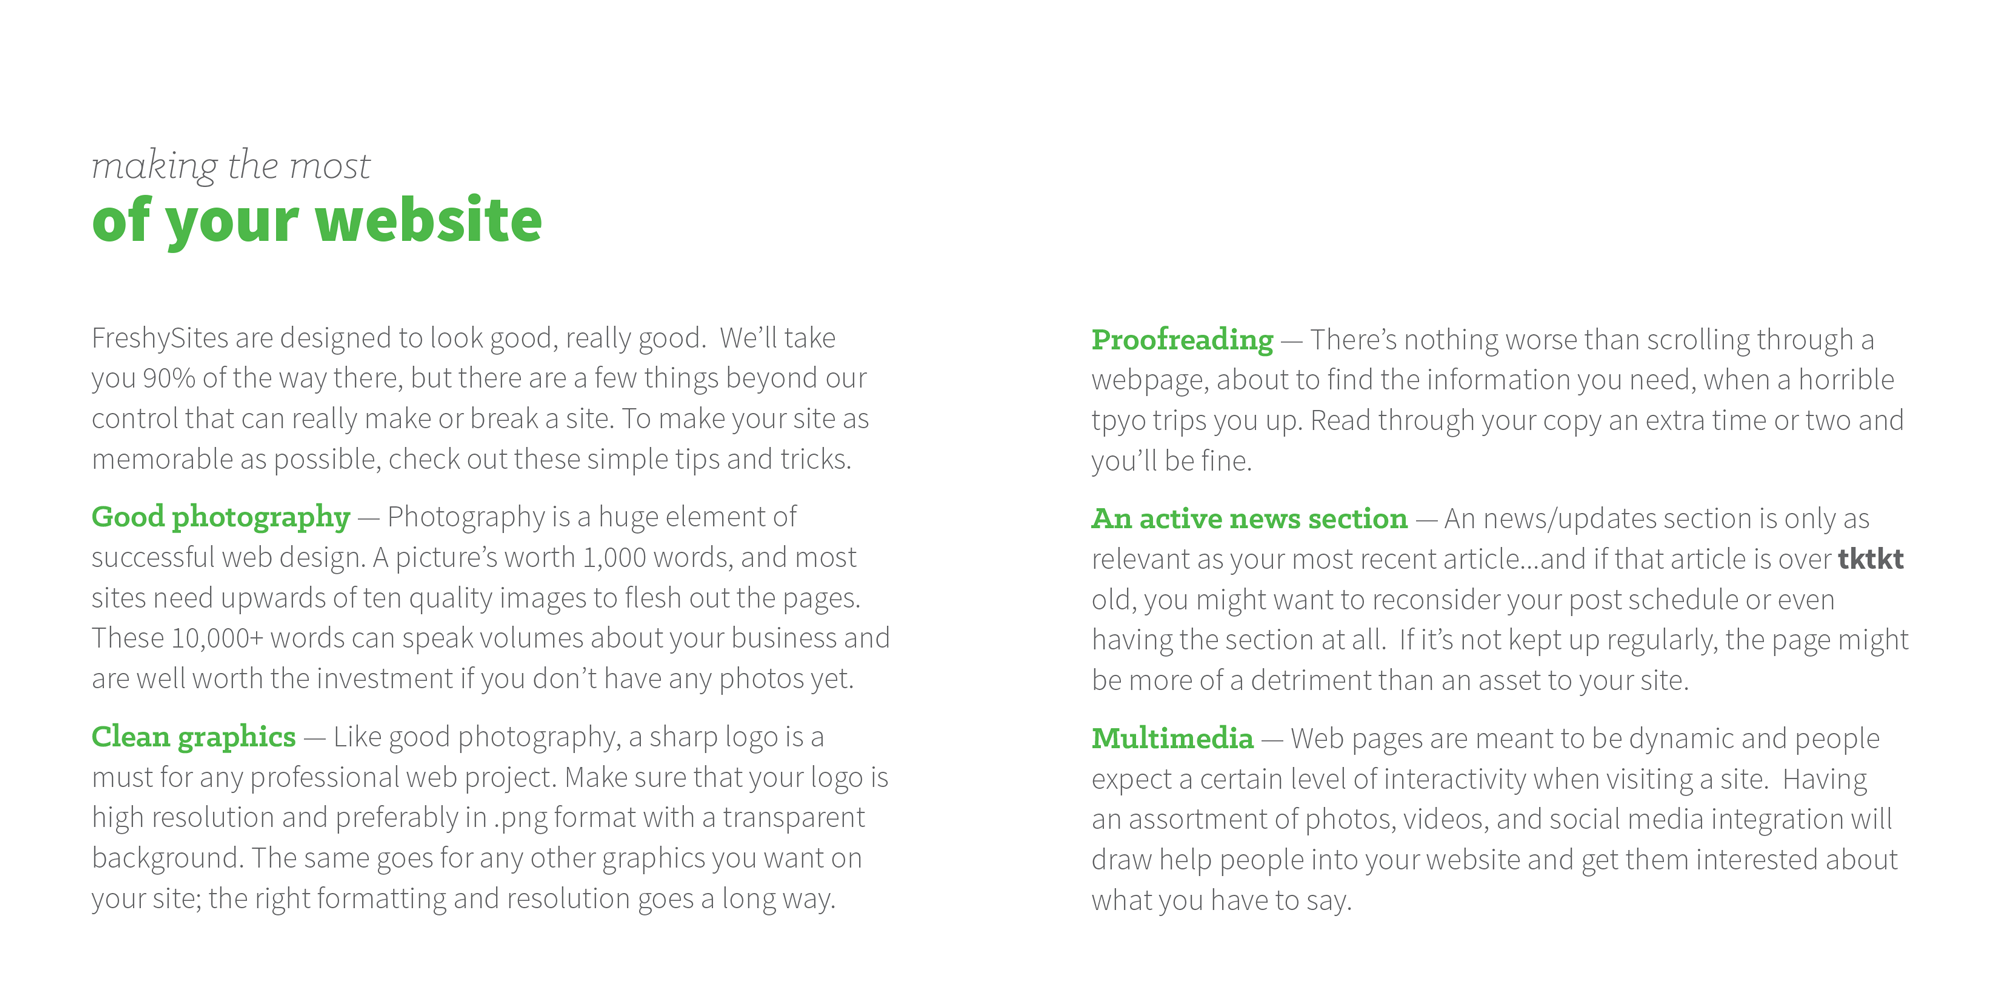 making the most
of your website
FreshySites are designed to look good, really good.  We’ll take
you 90% of the way there, but there are a few things beyond our
control that can really make or break a site. To make your site as
memorable as possible, check out these simple tips and tricks.
Good photography — Photography is a huge element of
successful web design. A picture’s worth 1,000 words, and most
sites need upwards of ten quality images to flesh out the pages.
These 10,000+ words can speak volumes about your business and
are well worth the investment if you don’t have any photos yet.
Clean graphics — Like good photography, a sharp logo is a
must for any professional web project. Make sure that your logo is
high resolution and preferably in .png format with a transparent
background. The same goes for any other graphics you want on
your site; the right formatting and resolution goes a long way.
Proofreading — There’s nothing worse than scrolling through a
webpage, about to find the information you need, when a horrible
tpyo trips you up. Read through your copy an extra time or two and
you’ll be fine.
An active news section — An news/updates section is only as
relevant as your most recent article...and if that article is over tktkt
old, you might want to reconsider your post schedule or even
having the section at all.  If it’s not kept up regularly, the page might
be more of a detriment than an asset to your site.
Multimedia — Web pages are meant to be dynamic and people
expect a certain level of interactivity when visiting a site.  Having
an assortment of photos, videos, and social media integration will
draw help people into your website and get them interested about
what you have to say.